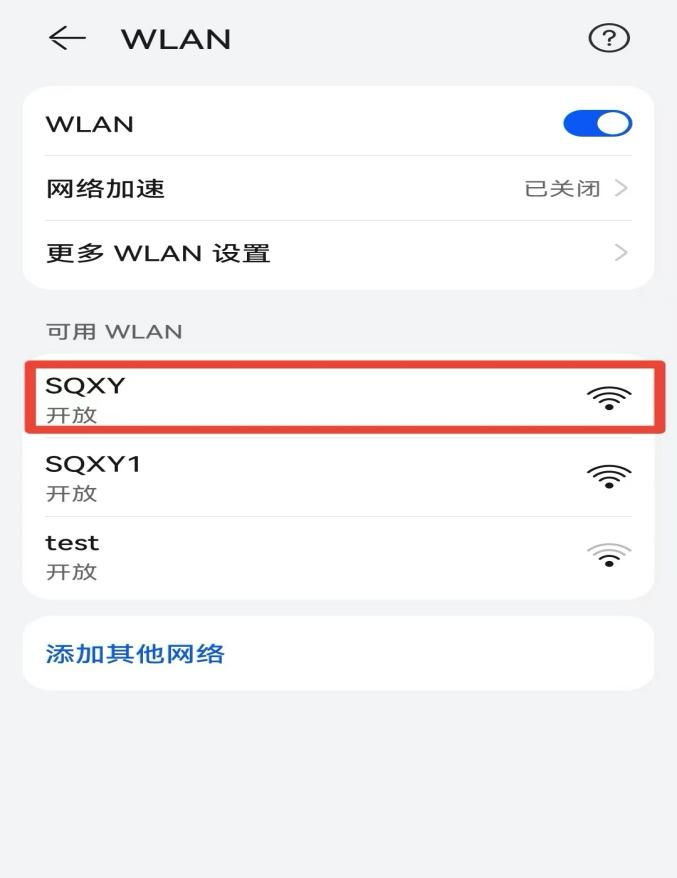 WLAN
?
WLAN
网络加速 已关闭
更多 WLAN 设置
可用 WLAN
SQXY
开放
SQXY1
开放
test
开放
添加其他网络